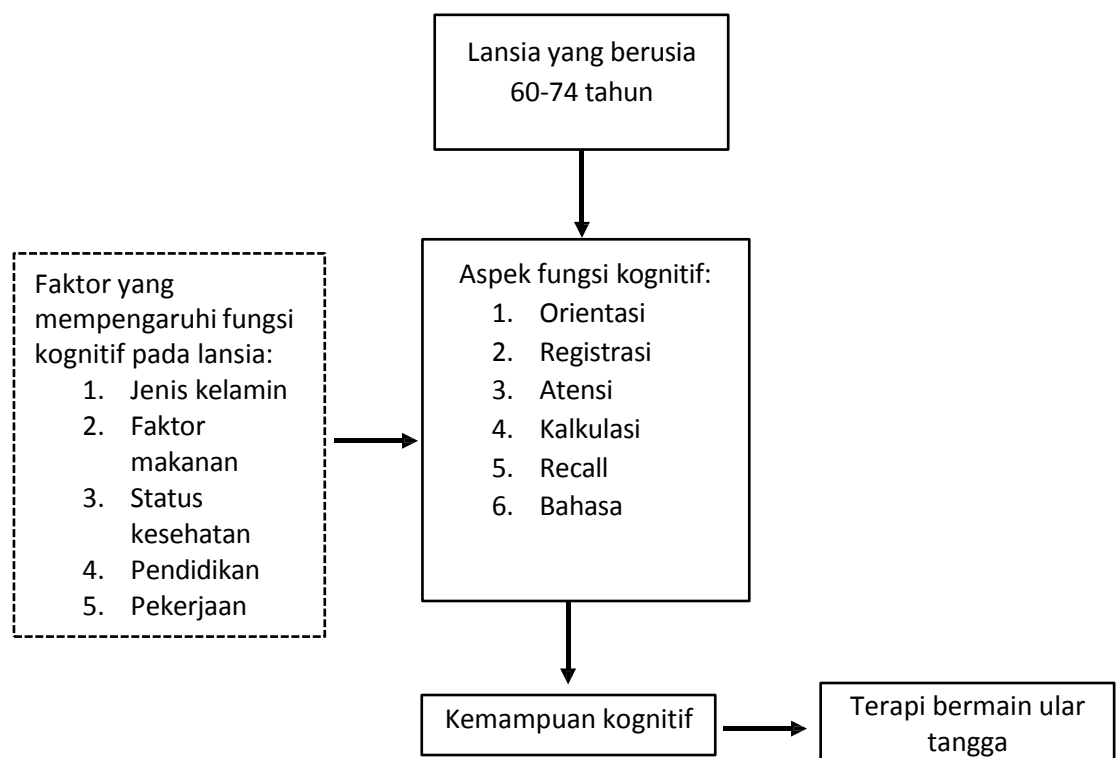 Lansia yang berusia
60-74 tahun
Faktor yang
mempengaruhi fungsi
kognitif pada lansia:
1. Jenis kelamin
2. Faktor
makanan
3. Status
kesehatan
4. Pendidikan
5. Pekerjaan
Aspek fungsi kognitif:
1. Orientasi
2. Registrasi
3. Atensi
4. Kalkulasi
5. Recall
6. Bahasa
Kemampuan kognitif
Terapi bermain ular
tangga